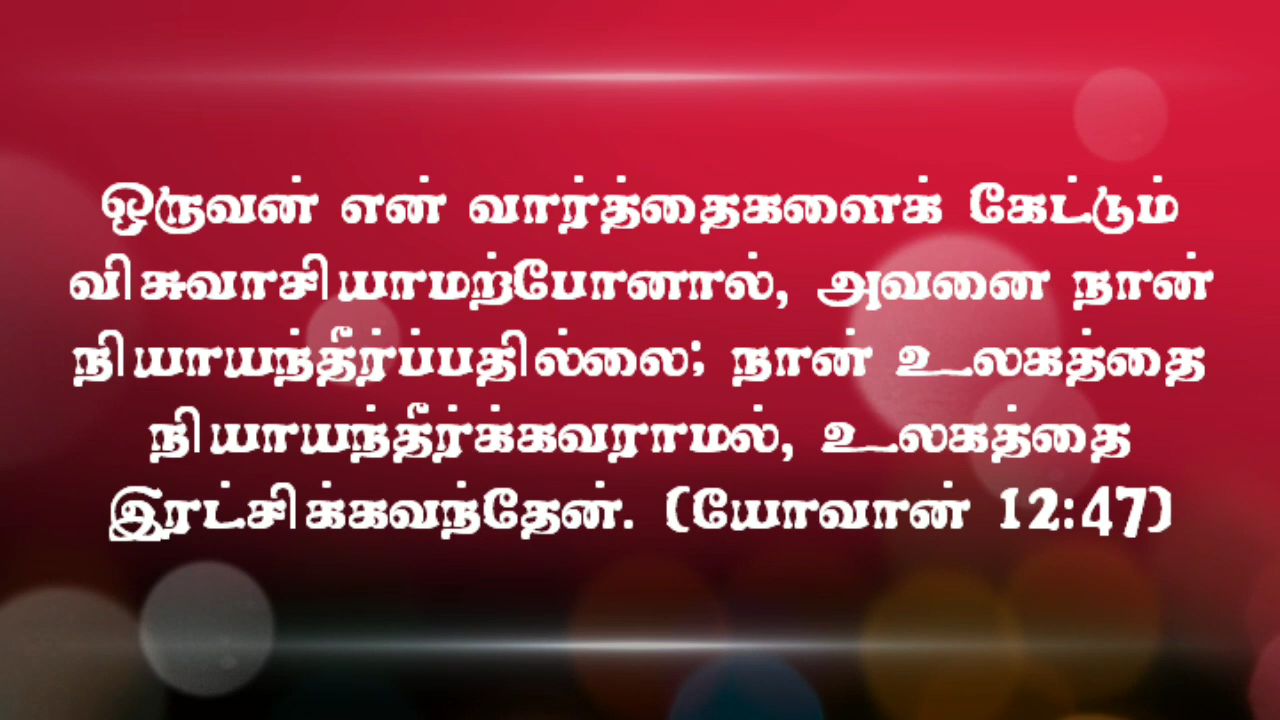 ஒருவன் என் வார்த்தைகளைக் கேட்டும்
விசுவாசியாமற்போனால், அவனை நான்
நியாயந்தீர்ப்பதில்லை; நான் உலகத்தை
நியாயந்தீர்க்கவராமல், உலகத்தை
இரட்சிக்கவந்தேன். (யோவான் 12:47)